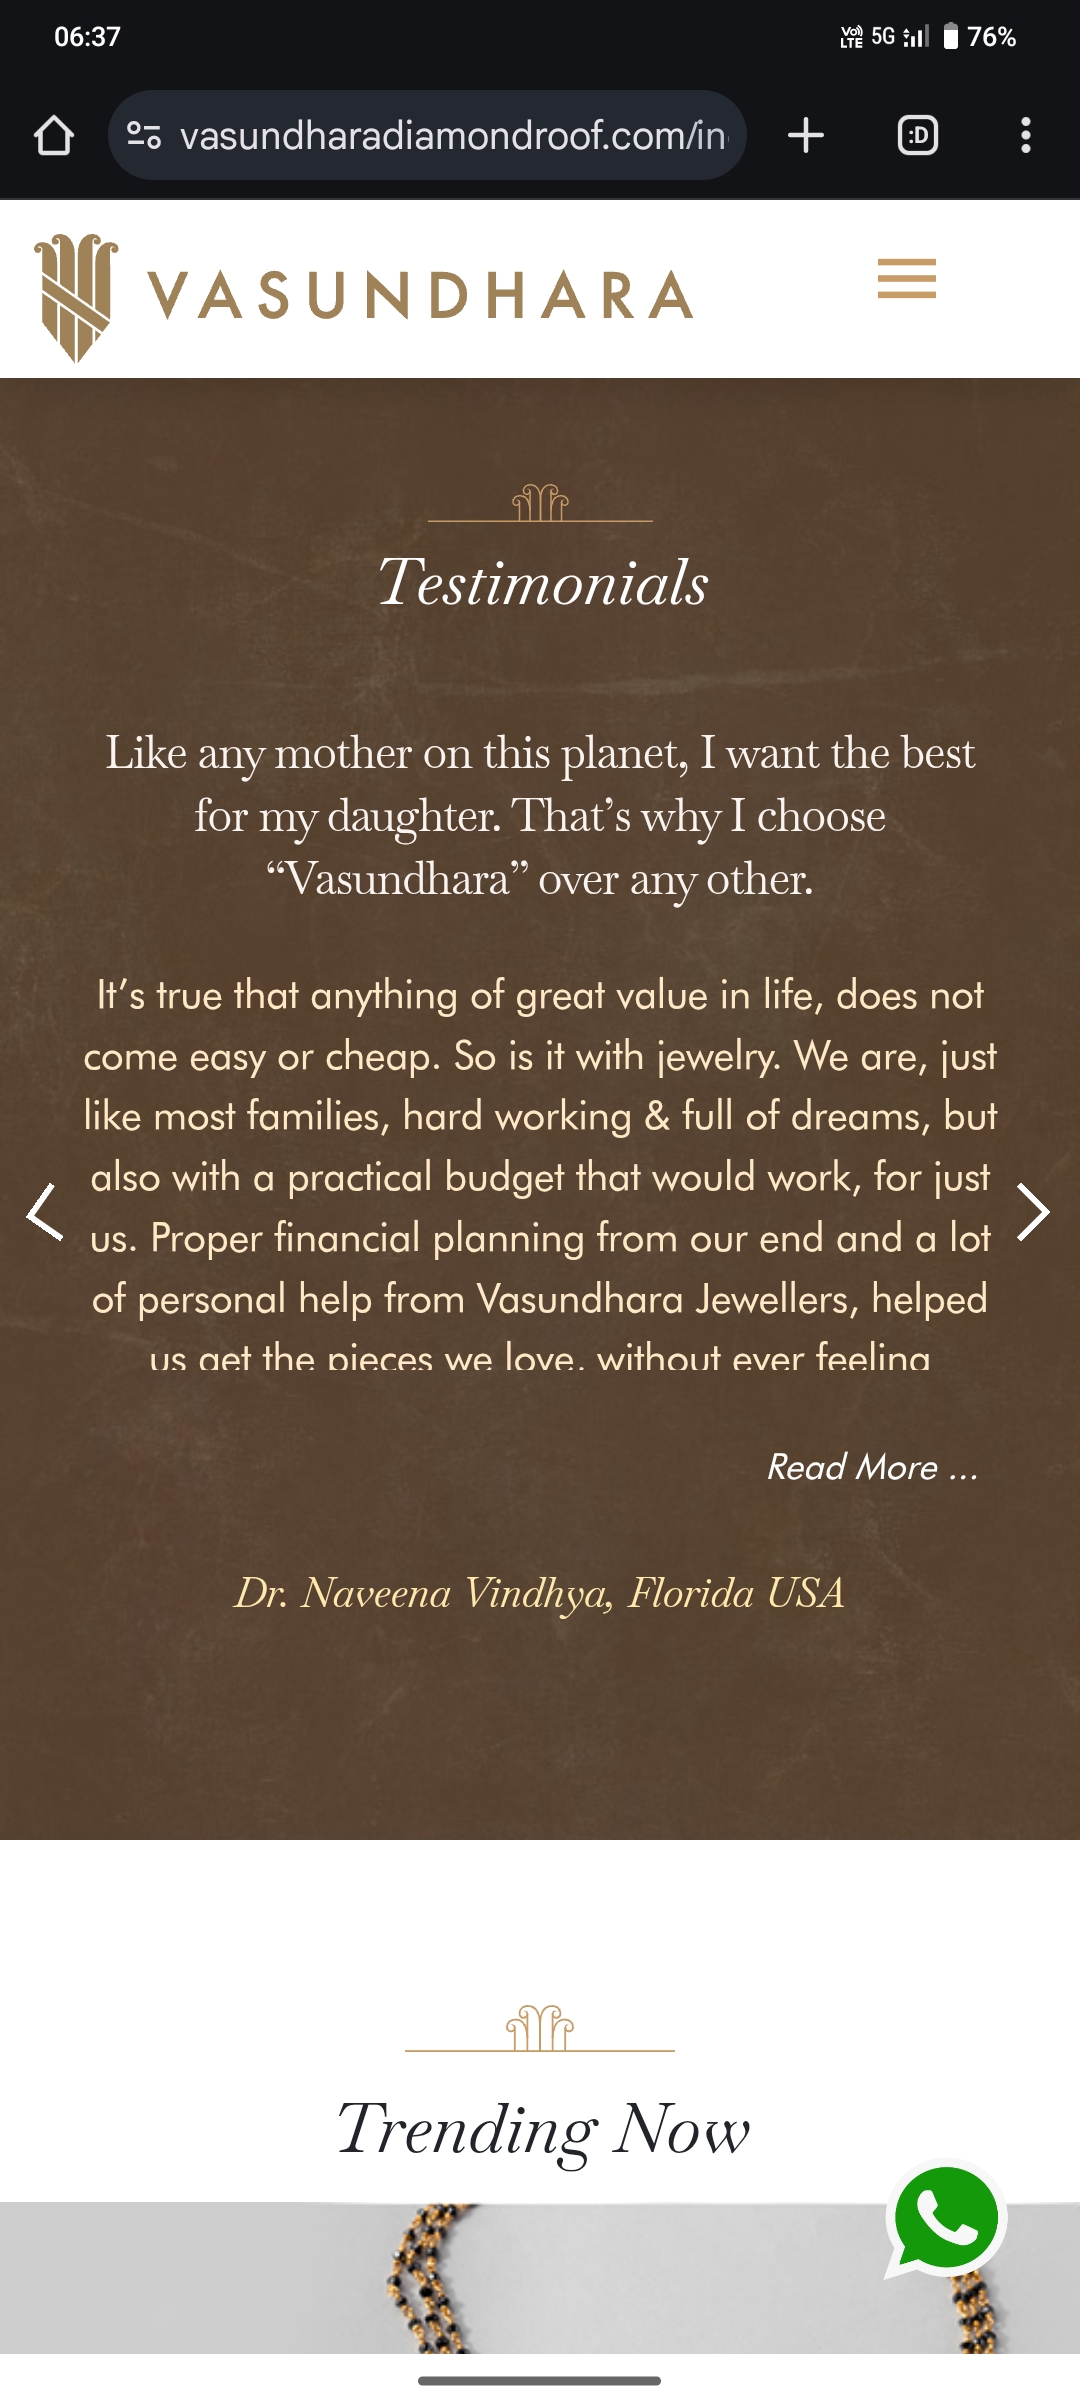 06:37
Vo)) LTE 5G 76%
vasundharadiamondroof.com/in
:D
VASUNDHARA
Testimonials
Like any mother on this planet, I want the best
for my daughter. That’s why I choose
“Vasundhara” over any other.
It’s true that anything of great value in life, does not
come easy or cheap. So is it with jewelry. We are, just
like most families, hard working & full of dreams, but
also with a practical budget that would work, for just
us. Proper financial planning from our end and a lot
of personal help from Vasundhara Jewellers, helped
us get the pieces we love, without ever feeling
Read More ...
Dr. Naveena Vindhya, Florida USA
Trending Now